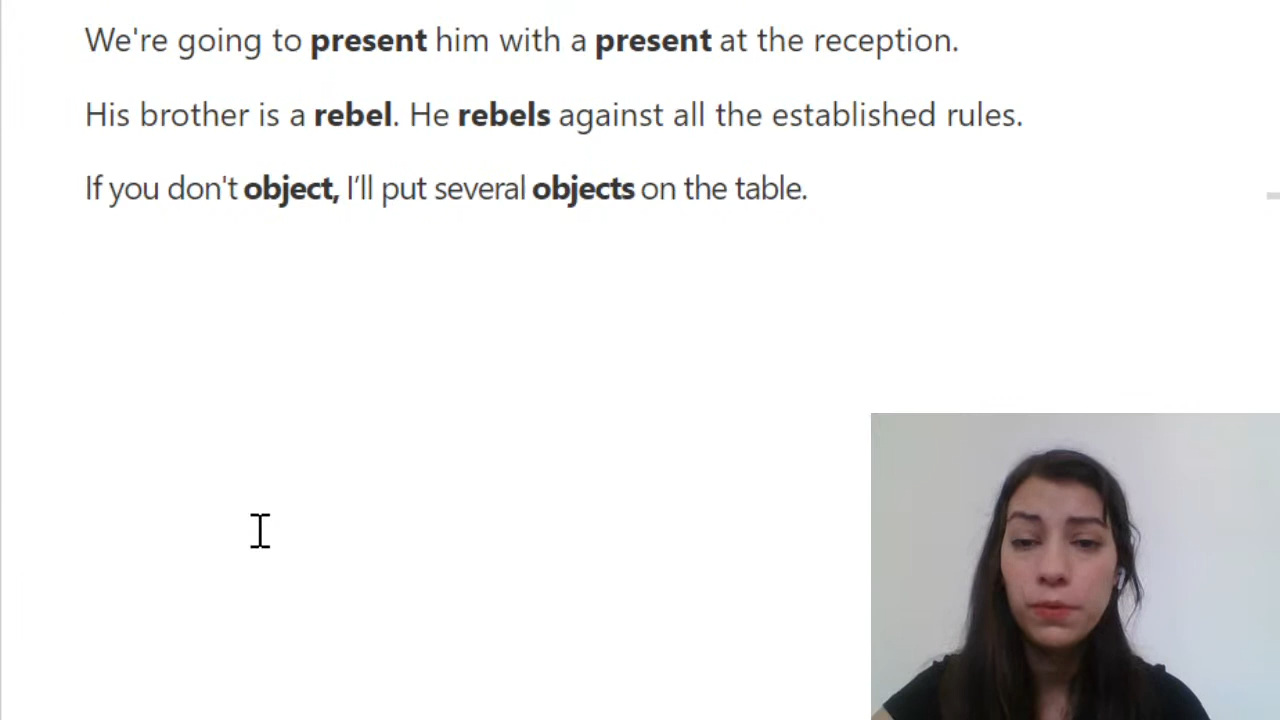 We're going to present him with a present at the reception.
His brother is a rebel. He rebels against all the established rules.
If you don't object, I’ll put several objects on the table.